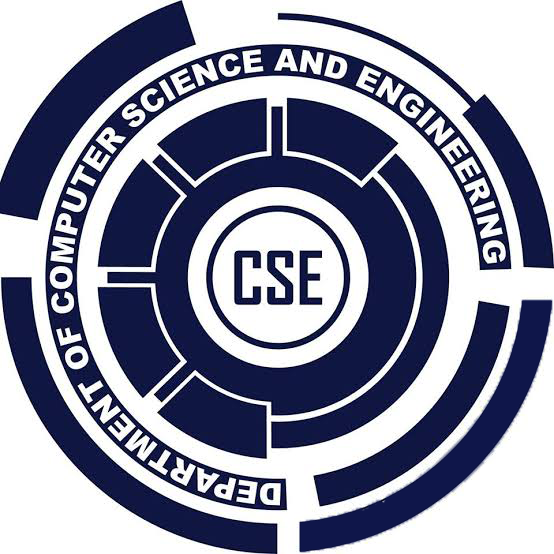 DEPARTMENT OF COMPUTER SCIENCE AND ENGINEERING
CSE